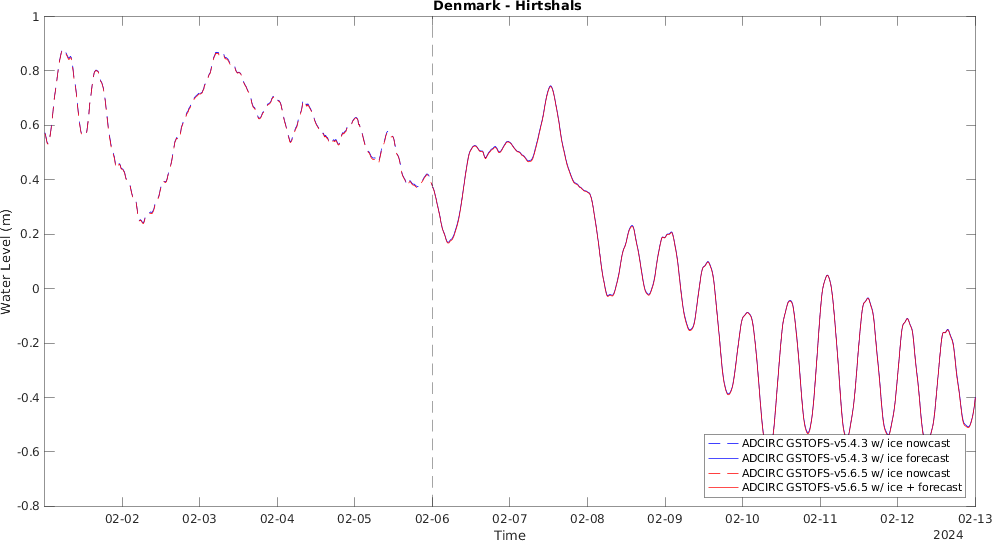 Denmark - Hirtshals
1
0.8
0.6
0.4
0.2
0
-0.2
-0.4
-0.6
-0.8
Water Level (m)
ADCIRC GSTOFS-v5.4.3 w/ ice nowcast
ADCIRC GSTOFS-v5.4.3 w/ ice forecast
ADCIRC GSTOFS-v5.6.5 w/ ice nowcast
ADCIRC GSTOFS-v5.6.5 w/ ice + forecast
02-02 02-03 02-04 02-05 02-06 02-07 02-08 02-09 02-10 02-11 02-12 02-13
Time
2024